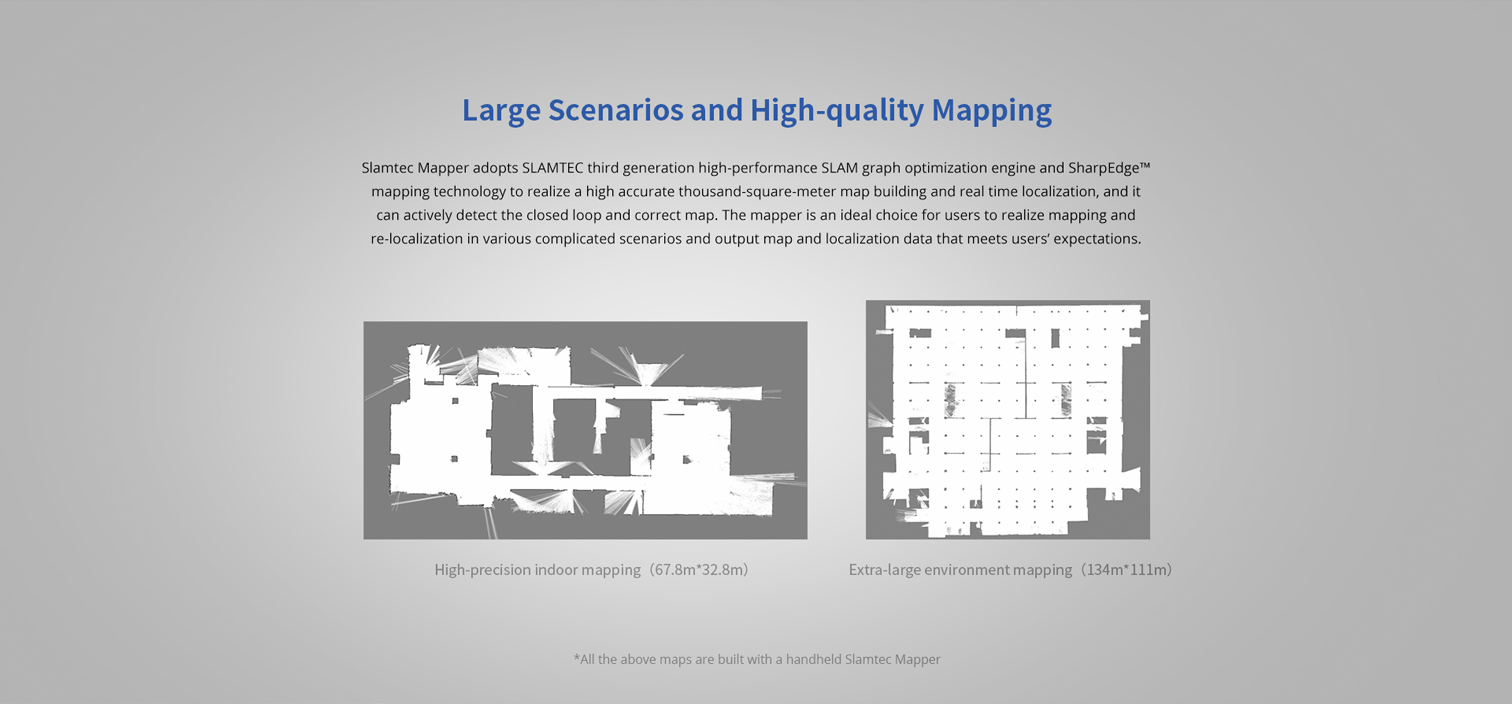 Large Scenarios and High-quality Mapping
Slamtec Mapper adopts SLAMTEC third generation high-performance SLAM graph optimization engine and SharpEdge™
mapping technology to realize a high accurate thousand-square-meter map building and real time localization, and it
can actively detect the closed loop and correct map. The mapper is an ideal choice for users to realize mapping and
re-localization in various complicated scenarios and output map and localization data that meets users’ expectations.
High-precision indoor mapping（67.8m*32.8m）
Extra-large environment mapping（134m*111m）
*All the above maps are built with a handheld Slamtec Mapper